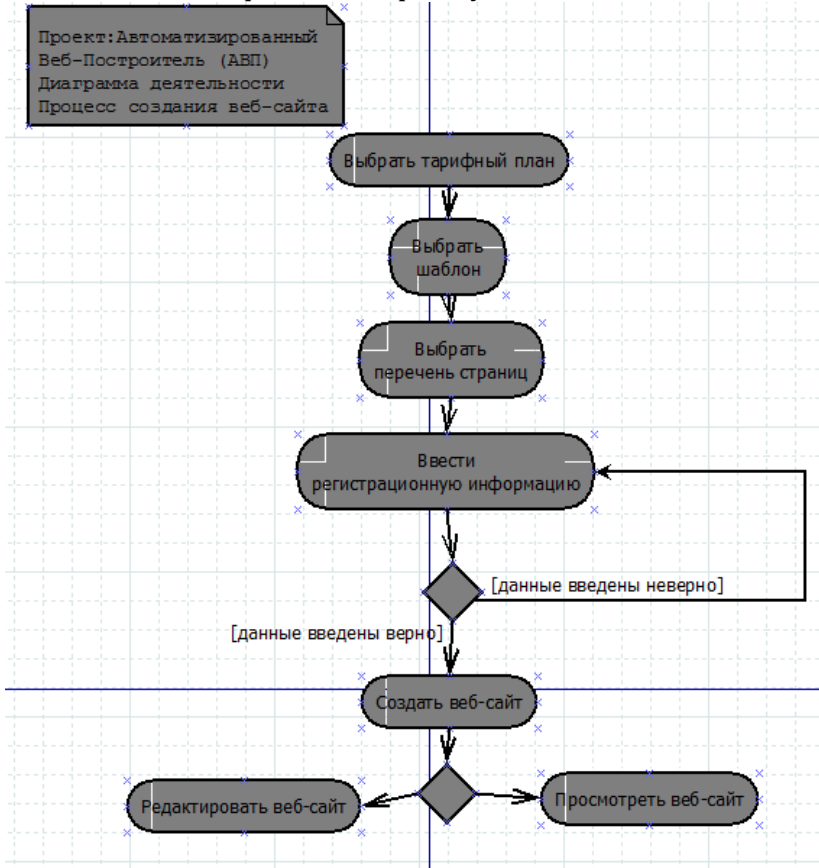 Проект:Автоматизированный
Веб-Построитель (АВП)
Диаграмма деятельности
Процесс создания веб-сайта
Выбрать тарифный план
Выбрать
шаблон
Выбрать
перечень страниц
Ввести
регистрационную информацию
[данные введены неверно]
[данные введены верно]
Создать веб-сайт
Редактировать веб-сайт
Просмотреть веб-сайт